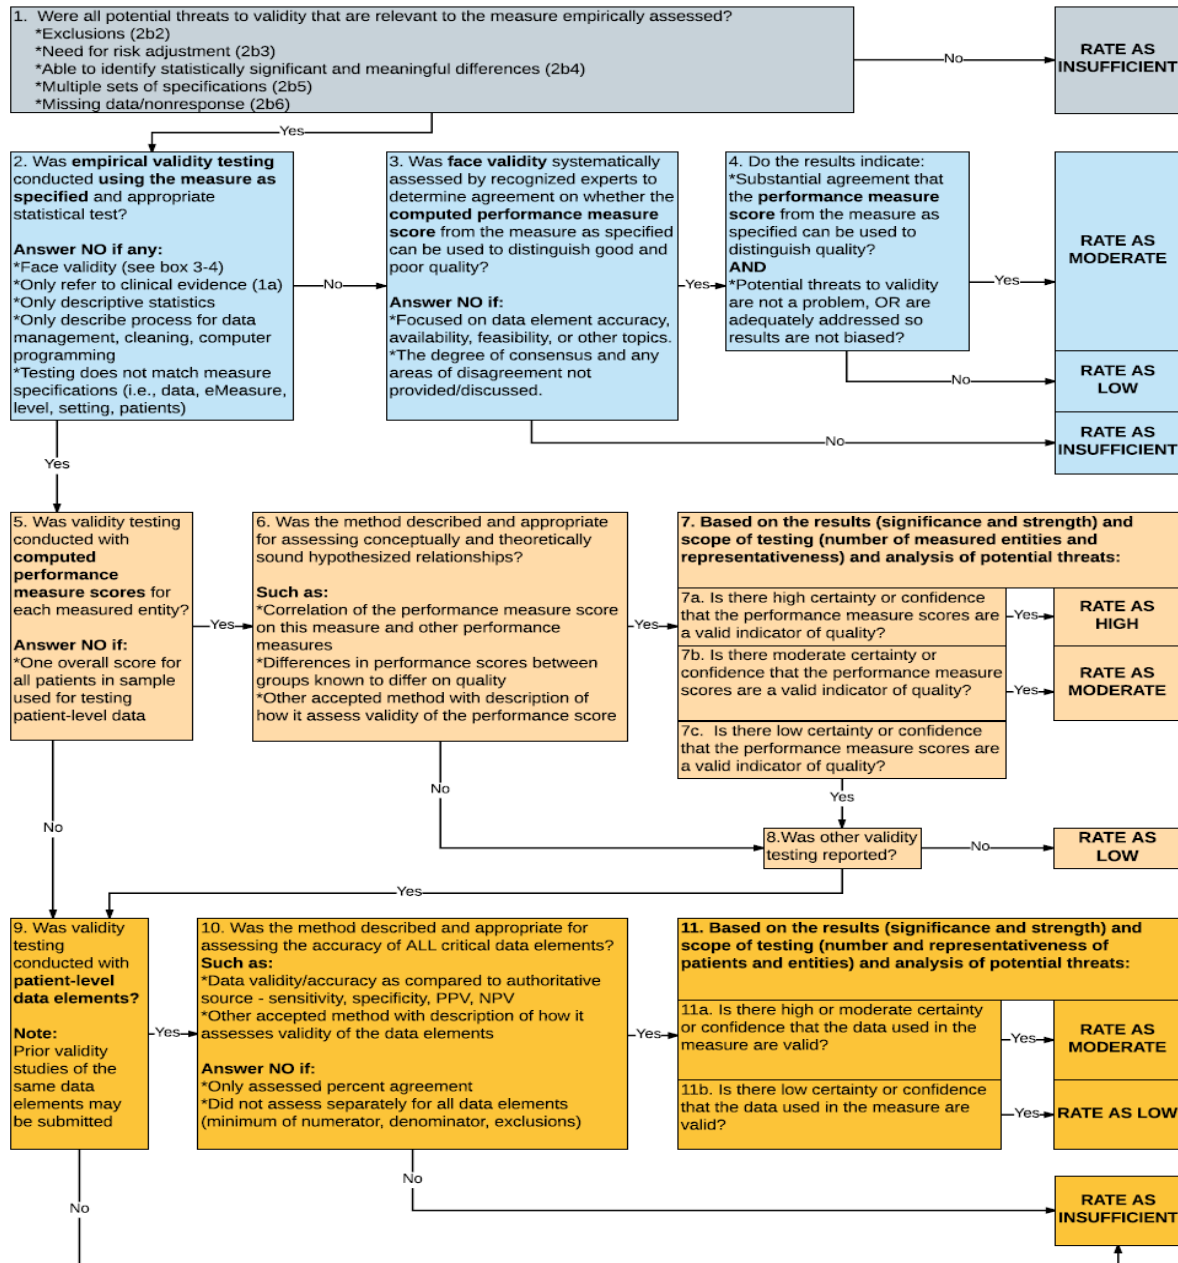 1. Were all potential threats to validity that are relevant to the measure empirically assessed?
*Exclusions (2b2)
*Need for risk adjustment (2b3)
*Able to identify statistically significant and meaningful differences (2b4)
*Multiple sets of specifications (2b5)
*Missing data/nonresponse (2b6)
No
RATE AS
INSUFFICIENT
Yes
2. Was empirical validity testing
conducted using the measure as
specified and appropriate
statistical test?
Answer NO if any:
*Face validity (see box 3-4)
*Only refer to clinical evidence (1a)
*Only descriptive statistics
*Only describe process for data
management, cleaning, computer
programming
*Testing does not match measure
specifications (i.e., data, eMeasure,
level, setting, patients)
No
3. Was face validity systematically
assessed by recognized experts to
determine agreement on whether the
computed performance measure
score from the measure as specified
can be used to distinguish good and
poor quality?
Answer NO if:
*Focused on data element accuracy,
availability, feasibility, or other topics.
*The degree of consensus and any
areas of disagreement not
provided/discussed.
Yes
4. Do the results indicate:
*Substantial agreement that
the performance measure
score from the measure as
specified can be used to
distinguish quality?
AND
*Potential threats to validity
are not a problem, OR are
adequately addressed so
results are not biased?
Yes
RATE AS
MODERATE
No
RATE AS
LOW
No
RATE AS
INSUFFICIENT
Yes
5. Was validity testing
conducted with
computed
performance
measure scores for
each measured entity?
Answer NO if:
*One overall score for
all patients in sample
used for testing
patient-level data
Yes
6. Was the method described and appropriate
for assessing conceptually and theoretically
sound hypothesized relationships?
Such as:
*Correlation of the performance measure score
on this measure and other performance
measures
*Differences in performance scores between
groups known to differ on quality
*Other accepted method with description of
how it assess validity of the performance score
Yes
7. Based on the results (significance and strength) and
scope of testing (number of measured entities and
representativeness) and analysis of potential threats:
7a. Is there high certainty or confidence
that the performance measure scores are
a valid indicator of quality?
Yes
RATE AS
HIGH
7b. Is there moderate certainty or
confidence that the performance measure
scores are a valid indicator of quality?
Yes
RATE AS
MODERATE
7c. Is there low certainty or confidence
that the performance measure scores are
a valid indicator of quality?
No
Yes
No
8.Was other validity
testing reported?
No
RATE AS
LOW
Yes
9. Was validity
testing
conducted with
patient-level
data elements?
Note:
Prior validity
studies of the
same data
elements may
be submitted
Yes
10. Was the method described and appropriate for
assessing the accuracy of ALL critical data elements?
Such as:
*Data validity/accuracy as compared to authoritative
source - sensitivity, specificity, PPV, NPV
*Other accepted method with description of how it
assesses validity of the data elements
Answer NO if:
*Only assessed percent agreement
*Did not assess separately for all data elements
(minimum of numerator, denominator, exclusions)
Yes
11. Based on the results (significance and strength) and
scope of testing (number and representativeness of
patients and entities) and analysis of potential threats:
11a. Is there high or moderate certainty
or confidence that the data used in the
measure are valid?
Yes
RATE AS
MODERATE
11b. Is there low certainty or confidence
that the data used in the measure are
valid?
Yes
RATE AS LOW
No
No
RATE AS
INSUFFICIENT